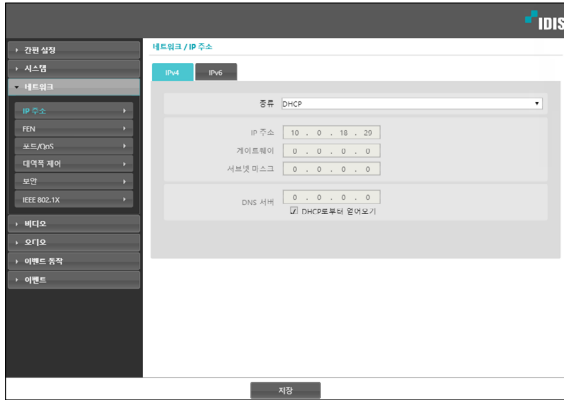 IDIS
간편 설정
시스템
네트워크
IP 주소
FEN
포트/QoS
대역폭 제어
보안
IEEE 802.1X
비디오
오디오
이벤트 동작
이벤트
네트워크 / IP 주소
IPv4 IPv6
종류 DHCP
IP 주소 10 . 0 . 18 . 29
게이트웨이 0 . 0 . 0 . 0
서브넷 마스크 0 . 0 . 0 . 0
DNS 서버 0 . 0 . 0 . 0
DHCP로부터 얻어오기
저장